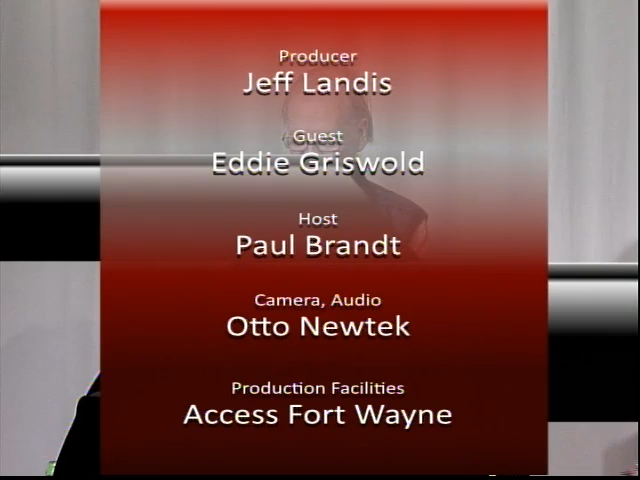 Producer
Jeff Landis
Guest
Eddie Griswold
Host
Paul Brandt
Camera, Audio
Otto Newtek
Production Facilities
Access Fort Wayne